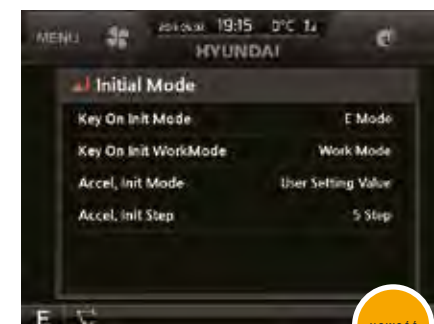 MENU 19:15 0°C
HYUNDAI
Initial Mode
Key On Init Mode E Mode
Key On Init WorkMode Work Mode
Accel, Init Mode User Setting Value
Accel, Init Step 5 Step
E